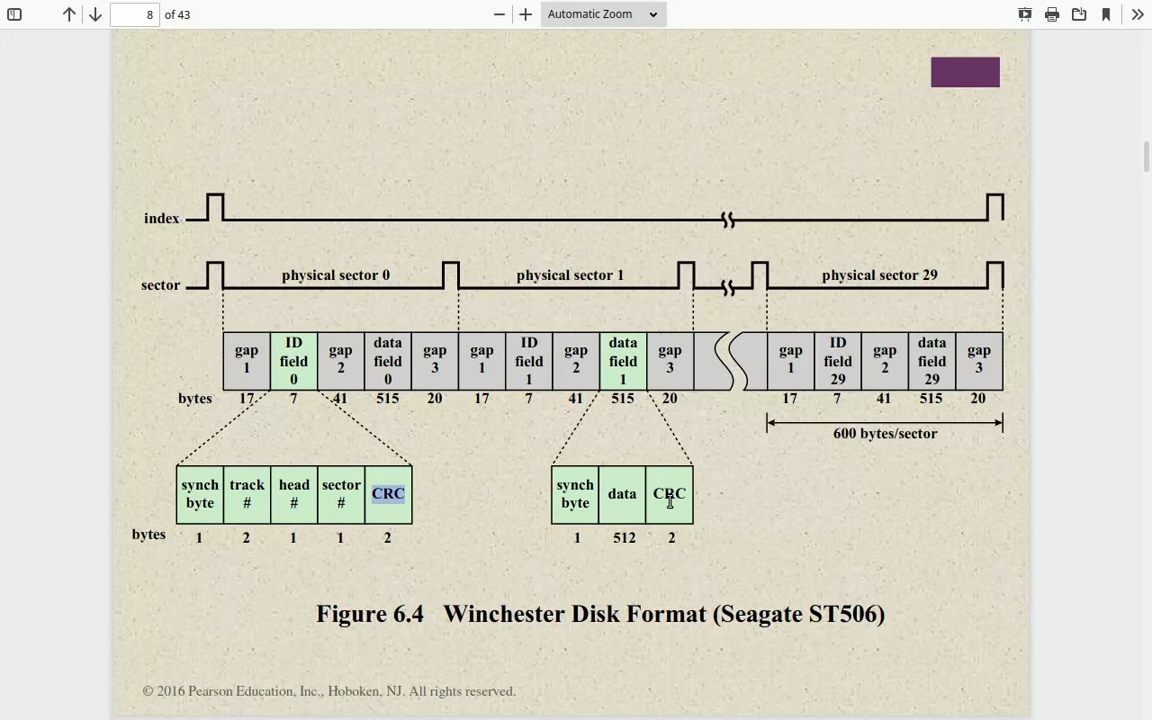 8 of 43
Automatic Zoom
index
sector
physical sector 0
physical sector 1
physical sector 29
gap 1
ID field 0
gap 2
data field 0
gap 3
gap 1
ID field 1
gap 2
data field 1
gap 3
gap 1
ID field 29
gap 2
data field 29
gap 3
bytes 17 7 41 515 20 17 7 41 515 20 17 7 41 515 20
600 bytes/sector
synch byte
track #
head #
sector #
CRC
synch byte
data
CRC
bytes 1 2 1 1 2 1 512 2
Figure 6.4 Winchester Disk Format (Seagate ST506)
© 2016 Pearson Education, Inc., Hoboken, NJ. All rights reserved.